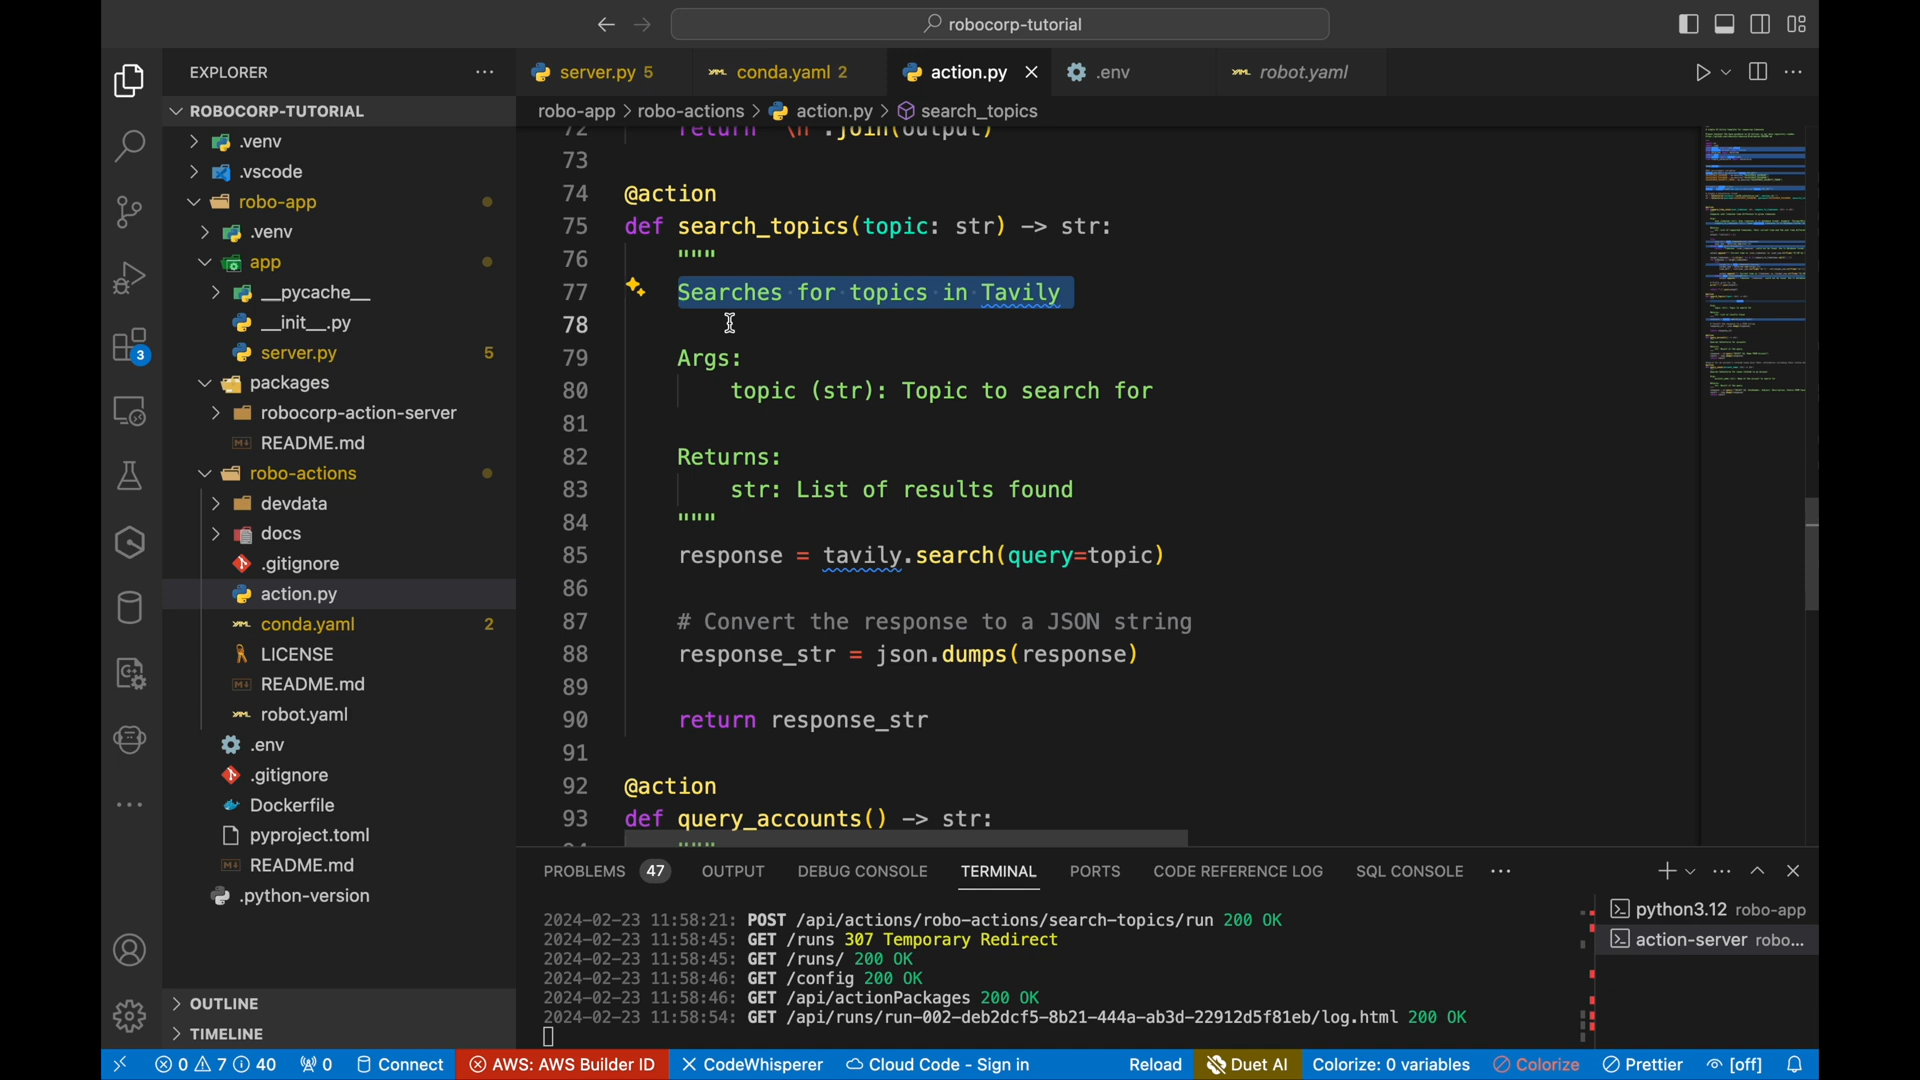 robocorp-tutorial
EXPLORER
ROBOCORP-TUTORIAL
.venv
.vscode
robo-app
.venv
app
__pycache__
__init__.py
server.py 5
packages
robocorp-action-server
README.md
robo-actions
devdata
docs
.gitignore
action.py
conda.yaml 2
LICENSE
README.md
robot.yaml
.env
.gitignore
Dockerfile
pyproject.toml
README.md
.python-version
OUTLINE
TIMELINE
3
server.py 5
conda.yaml 2
action.py
.env
robot.yaml
robo-app > robo-actions > action.py > search_topics
72 return "\n".join(output)
73
74 @action
75 def search_topics(topic: str) -> str:
76 """
77 Searches for topics in Tavily
78
79 Args:
80 topic (str): Topic to search for
81
82 Returns:
83 str: List of results found
84 """
85 response = tavily.search(query=topic)
86
87 # Convert the response to a JSON string
88 response_str = json.dumps(response)
89
90 return response_str
91
92 @action
93 def query_accounts() -> str:
94 """
PROBLEMS 47 OUTPUT DEBUG CONSOLE TERMINAL PORTS CODE REFERENCE LOG SQL CONSOLE
2024-02-23 11:58:21: POST /api/actions/robo-actions/search-topics/run 200 OK
2024-02-23 11:58:45: GET /runs 307 Temporary Redirect
2024-02-23 11:58:45: GET /runs/ 200 OK
2024-02-23 11:58:46: GET /config 200 OK
2024-02-23 11:58:46: GET /api/actionPackages 200 OK
2024-02-23 11:58:54: GET /api/runs/run-002-deb2dcf5-8b21-444a-ab3d-22912d5f81eb/log.html 200 OK
python3.12 robo-app
action-server robo...
0 7 40 0 Connect AWS: AWS Builder ID CodeWhisperer Cloud Code - Sign in Reload Duet AI Colorize: 0 variables Colorize Prettier [off]